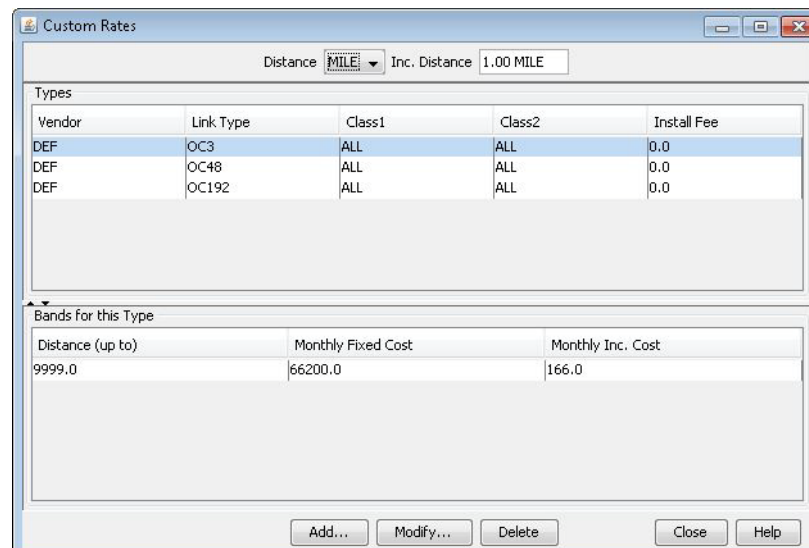 Custom Rates
Distance MILE Inc. Distance 1.00 MILE
Types
Vendor Link Type Class1 Class2 Install Fee
DEF OC3 ALL ALL 0.0
DEF OC48 ALL ALL 0.0
DEF OC192 ALL ALL 0.0
Bands for this Type
Distance (up to) Monthly Fixed Cost Monthly Inc. Cost
9999.0 66200.0 166.0
Add... Modify... Delete Close Help